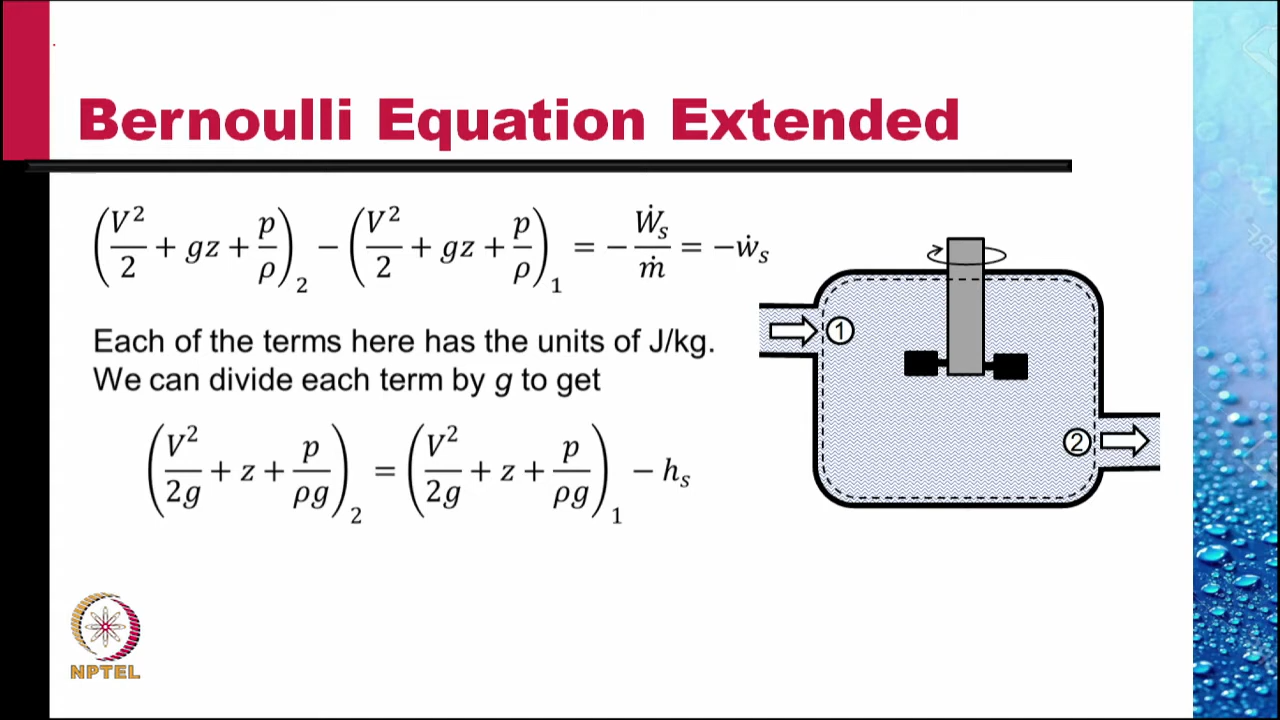 Bernoulli Equation Extended
(V²/2 + gz + p/ρ)₂ − (V²/2 + gz + p/ρ)₁ = − Ẇₛ/ṁ = −ẇₛ
Each of the terms here has the units of J/kg.
We can divide each term by g to get
(V²/2g + z + p/ρg)₂ = (V²/2g + z + p/ρg)₁ − hₛ
1
2
NPTEL